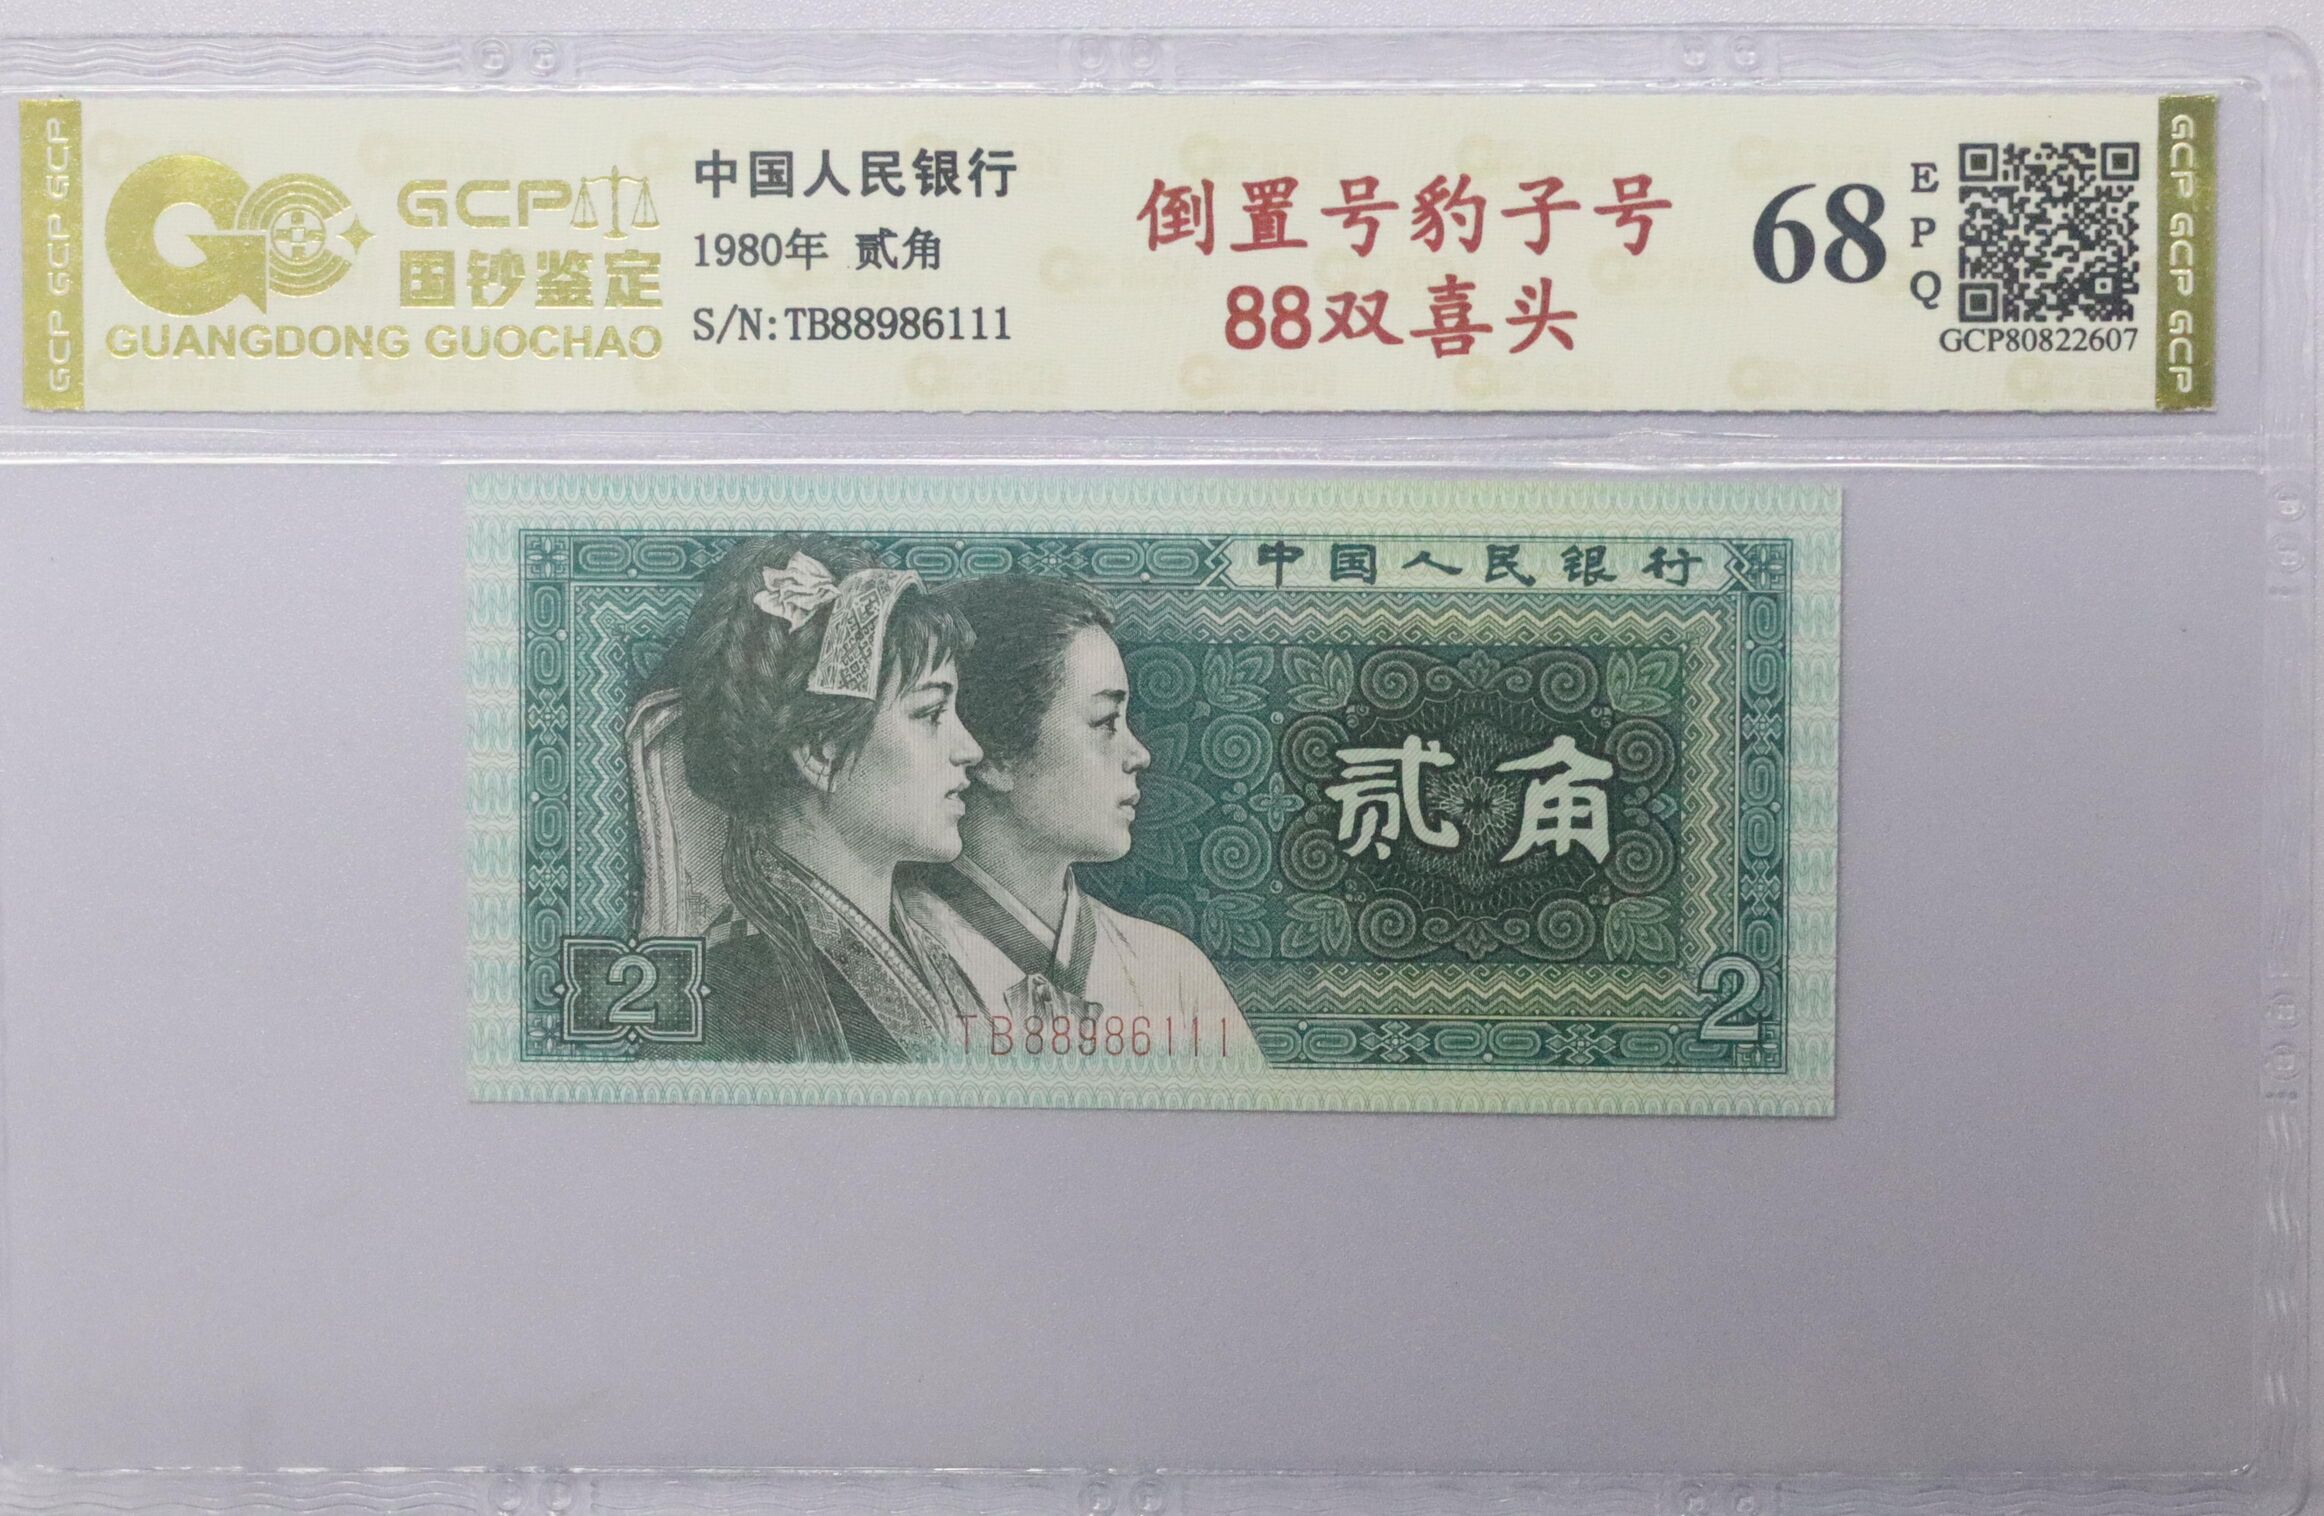 GCP
国钞鉴定
GUANGDONG GUOCHAO
中国人民银行
1980年 贰角
S/N:TB88986111
倒置号豹子号
88双喜头
68
E
P
Q
GCP80822607
GCP GCP GCP
GCP GCP GCP GCP
中国人民银行
贰角
2
2
TB88986111